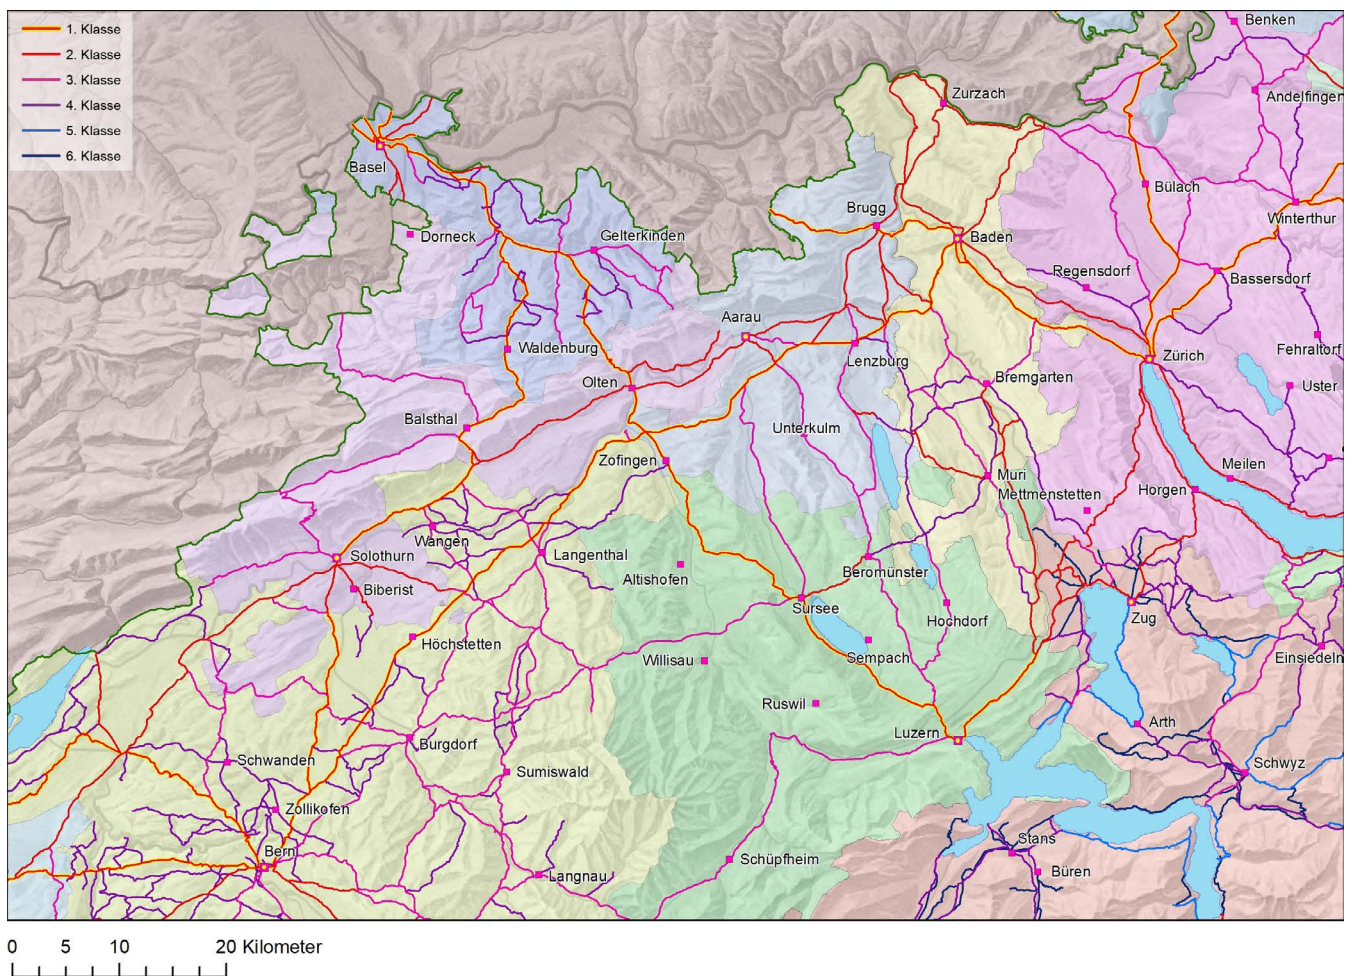 1. Klasse
2. Klasse
3. Klasse
4. Klasse
5. Klasse
6. Klasse
Benken
Andelfingen
Zurzach
Basel
Bülach
Winterthur
Brugg
Dorneck
Gelterkinden
Baden
Regensdorf
Bassersdorf
Aarau
Waldenburg
Lenzburg
Zürich
Fehraltorf
Olten
Bremgarten
Uster
Balsthal
Unterkulm
Zofingen
Muri
Meilen
Mettmenstetten
Horgen
Wangen
Solothurn
Langenthal
Altishofen
Beromünster
Biberist
Sursee
Hochdorf
Zug
Höchstetten
Willisau
Sempach
Einsiedeln
Ruswil
Luzern
Arth
Burgdorf
Schwanden
Sumiswald
Schwyz
Zollikofen
Bern
Stans
Schüpfheim
Langnau
Büren
0 5 10 20 Kilometer